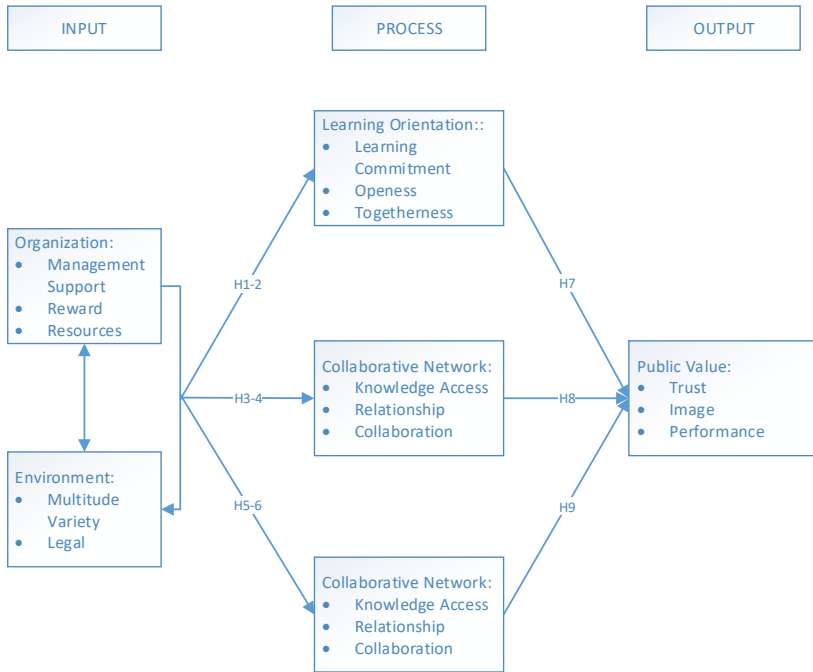 INPUT
PROCESS
OUTPUT
Learning Orientation::
• Learning
Commitment
• Openess
• Togetherness
Organization:
• Management
Support
• Reward
• Resources
H1-2
H7
Collaborative Network:
• Knowledge Access
• Relationship
• Collaboration
H3-4
H8
Public Value:
• Trust
• Image
• Performance
Environment:
• Multitude
Variety
• Legal
H5-6
H9
Collaborative Network:
• Knowledge Access
• Relationship
• Collaboration